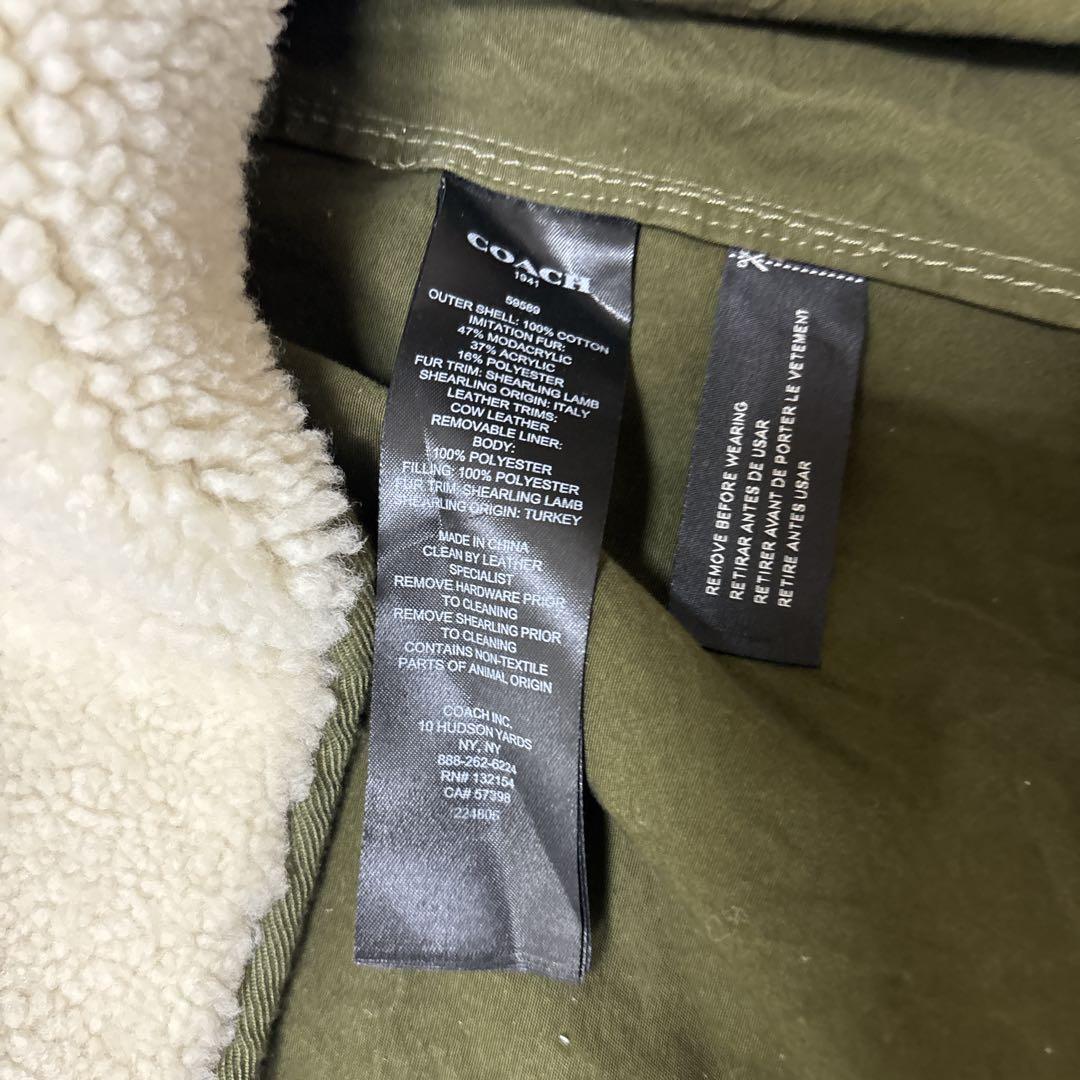 COACH
1941
59589
OUTER SHELL: 100% COTTON
IMITATION FUR:
47% MODACRYLIC
37% ACRYLIC
16% POLYESTER
FUR TRIM: SHEARLING LAMB
SHEARLING ORIGIN: ITALY
LEATHER TRIMS:
COW LEATHER
REMOVABLE LINER:
BODY:
100% POLYESTER
FILLING: 100% POLYESTER
FUR TRIM: SHEARLING LAMB
SHEARLING ORIGIN: TURKEY
MADE IN CHINA
CLEAN BY LEATHER
SPECIALIST
REMOVE HARDWARE PRIOR
TO CLEANING
REMOVE SHEARLING PRIOR
TO CLEANING
CONTAINS NON-TEXTILE
PARTS OF ANIMAL ORIGIN
COACH INC.
10 HUDSON YARDS
NY, NY
888-262-6224
RN# 132154
CA# 57398
REMOVE BEFORE WEARING
RETIRAR ANTES DE USAR
RETIRER AVANT DE PORTER LE VETEMENT
RETIRE ANTES USAR